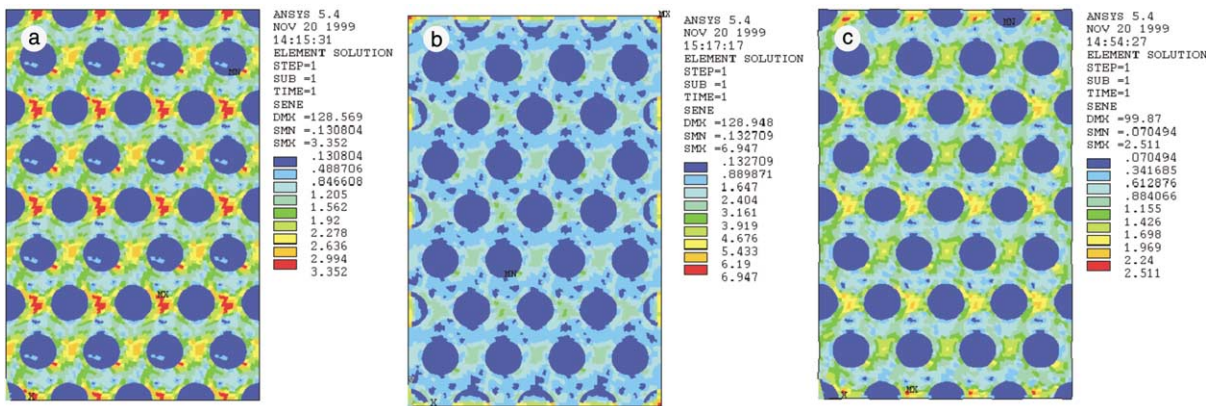 a
ANSYS 5.4
NOV 20 1999
14:15:31
ELEMENT SOLUTION
STEP=1
SUB =1
TIME=1
SENE
DMX =128.569
SMN =.130804
SMX =3.352
.130804
.488706
.846608
1.205
1.562
1.92
2.278
2.636
2.994
3.352
MN
MX
X
b
ANSYS 5.4
NOV 20 1999
15:17:17
ELEMENT SOLUTION
STEP=1
SUB =1
TIME=1
SENE
DMX =128.948
SMN =.132709
SMX =6.947
.132709
.889871
1.647
2.404
3.161
3.919
4.676
5.433
6.19
6.947
MX
MN
X
c
ANSYS 5.4
NOV 20 1999
14:54:27
ELEMENT SOLUTION
STEP=1
SUB =1
TIME=1
SENE
DMX =99.87
SMN =.070494
SMX =2.511
.070494
.341685
.612876
.884066
1.155
1.426
1.698
1.969
2.24
2.511
MN
MX
X